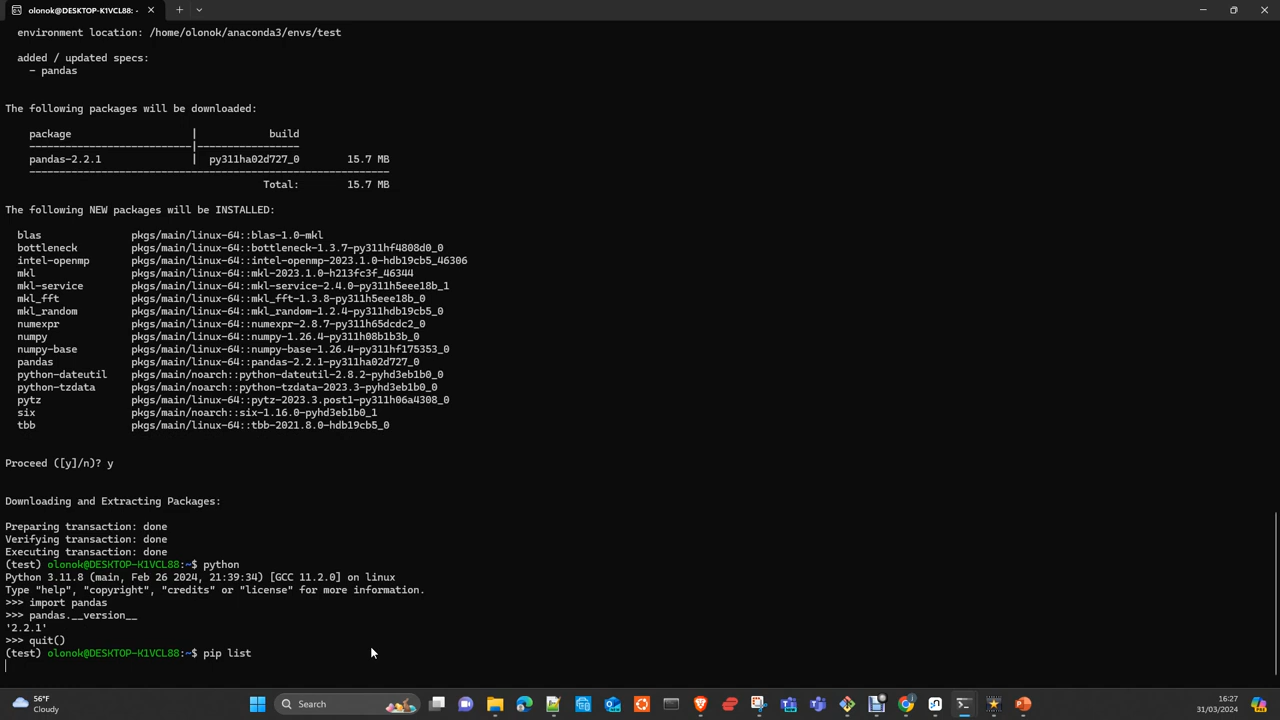 olonok@DESKTOP-K1VCL88: ~
environment location: /home/olonok/anaconda3/envs/test
added / updated specs:
- pandas
The following packages will be downloaded:
package | build
---------------------------|-----------------
pandas-2.2.1 | py311ha02d727_0 15.7 MB
------------------------------------------------------------
Total: 15.7 MB
The following NEW packages will be INSTALLED:
blas pkgs/main/linux-64::blas-1.0-mkl
bottleneck pkgs/main/linux-64::bottleneck-1.3.7-py311hf4808d0_0
intel-openmp pkgs/main/linux-64::intel-openmp-2023.1.0-hdb19cb5_46306
mkl pkgs/main/linux-64::mkl-2023.1.0-h213fc3f_46344
mkl-service pkgs/main/linux-64::mkl-service-2.4.0-py311h5eee18b_1
mkl_fft pkgs/main/linux-64::mkl_fft-1.3.8-py311h5eee18b_0
mkl_random pkgs/main/linux-64::mkl_random-1.2.4-py311hdb19cb5_0
numexpr pkgs/main/linux-64::numexpr-2.8.7-py311h65dcdc2_0
numpy pkgs/main/linux-64::numpy-1.26.4-py311h08b1b3b_0
numpy-base pkgs/main/linux-64::numpy-base-1.26.4-py311hf175353_0
pandas pkgs/main/linux-64::pandas-2.2.1-py311ha02d727_0
python-dateutil pkgs/main/noarch::python-dateutil-2.8.2-pyhd3eb1b0_0
python-tzdata pkgs/main/noarch::python-tzdata-2023.3-pyhd3eb1b0_0
pytz pkgs/main/linux-64::pytz-2023.3.post1-py311h06a4308_0
six pkgs/main/noarch::six-1.16.0-pyhd3eb1b0_1
tbb pkgs/main/linux-64::tbb-2021.8.0-hdb19cb5_0
Proceed ([y]/n)? y
Downloading and Extracting Packages:
Preparing transaction: done
Verifying transaction: done
Executing transaction: done
(test) olonok@DESKTOP-K1VCL88:~$ python
Python 3.11.8 (main, Feb 26 2024, 21:39:34) [GCC 11.2.0] on linux
Type "help", "copyright", "credits" or "license" for more information.
>>> import pandas
>>> pandas.__version__
'2.2.1'
>>> quit()
(test) olonok@DESKTOP-K1VCL88:~$ pip list
56°F
Cloudy
Search
16:27
31/03/2024